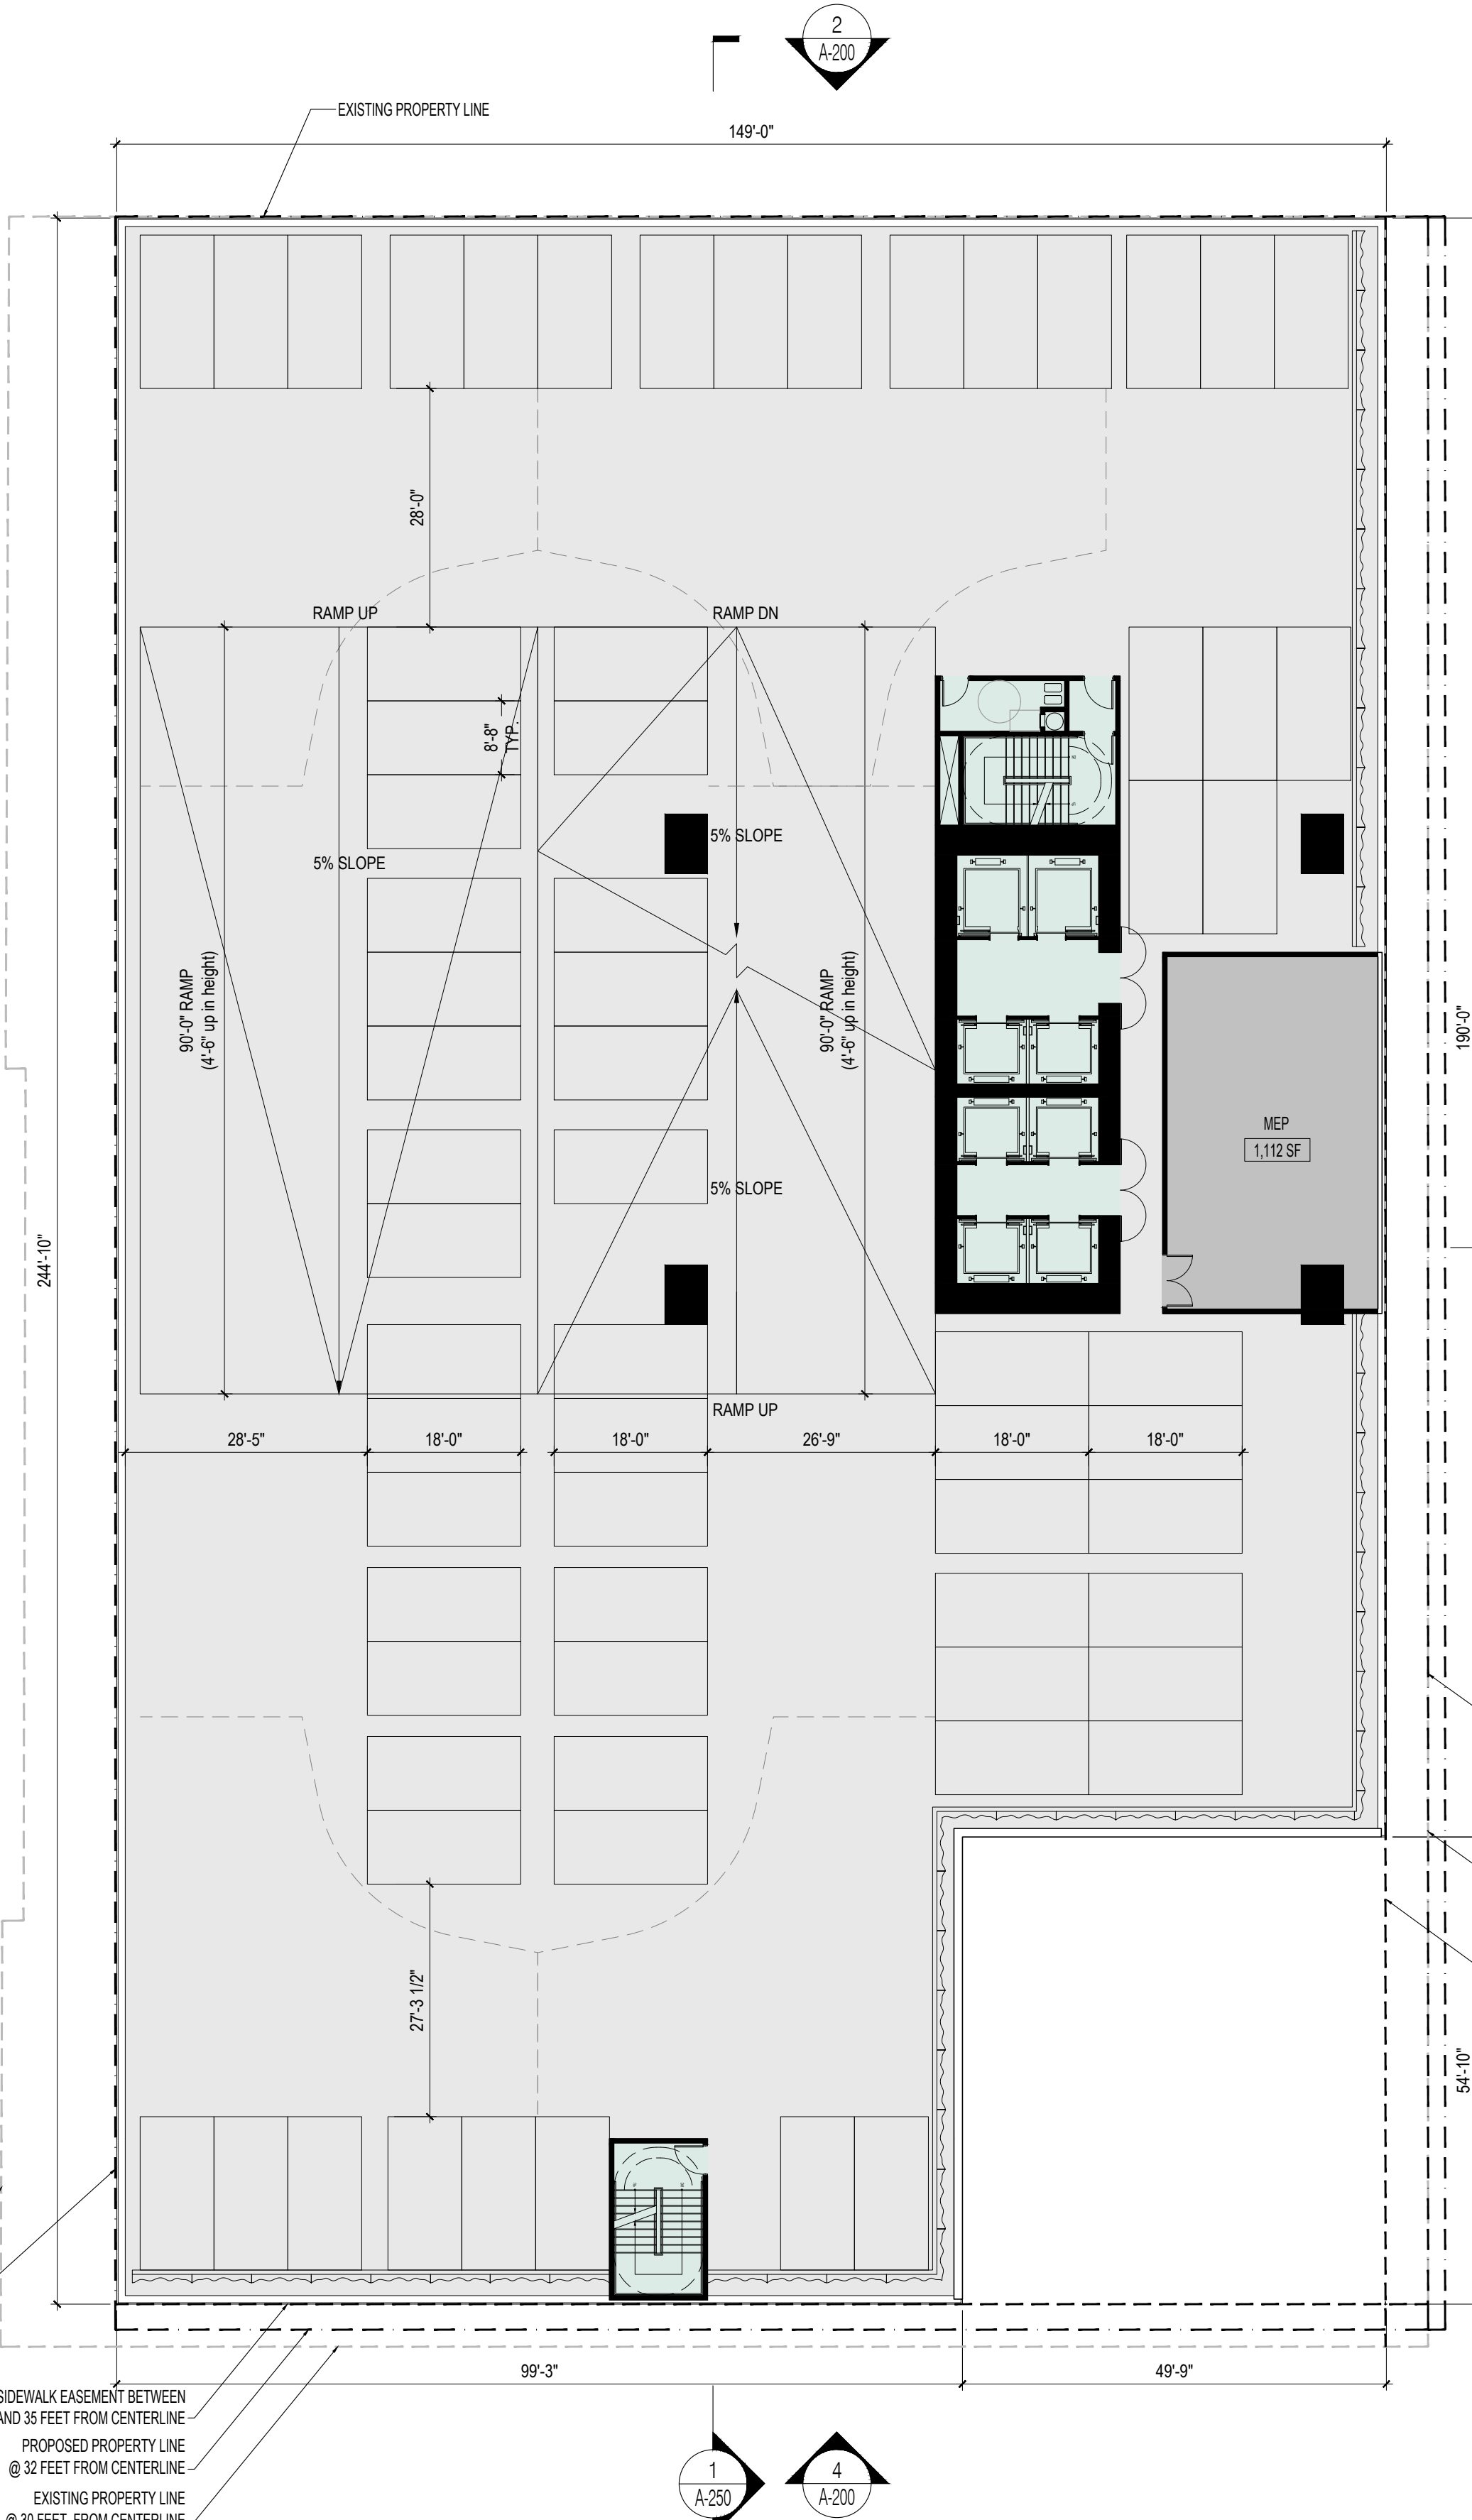 2
A-200
EXISTING PROPERTY LINE
149'-0"
28'-0"
RAMP UP
RAMP DN
8'-8"
TYP.
5% SLOPE
5% SLOPE
90'-0" RAMP
(4'-6" up in height)
90'-0" RAMP
(4'-6" up in height)
190'-0"
MEP
1,112 SF
5% SLOPE
244'-10"
RAMP UP
28'-5"
18'-0"
18'-0"
26'-9"
18'-0"
18'-0"
27'-3 1/2"
54'-10"
99'-3"
49'-9"
SIDEWALK EASEMENT BETWEEN
AND 35 FEET FROM CENTERLINE
PROPOSED PROPERTY LINE
@ 32 FEET FROM CENTERLINE
EXISTING PROPERTY LINE
@ 30 FEET FROM CENTERLINE
1
A-250
4
A-200